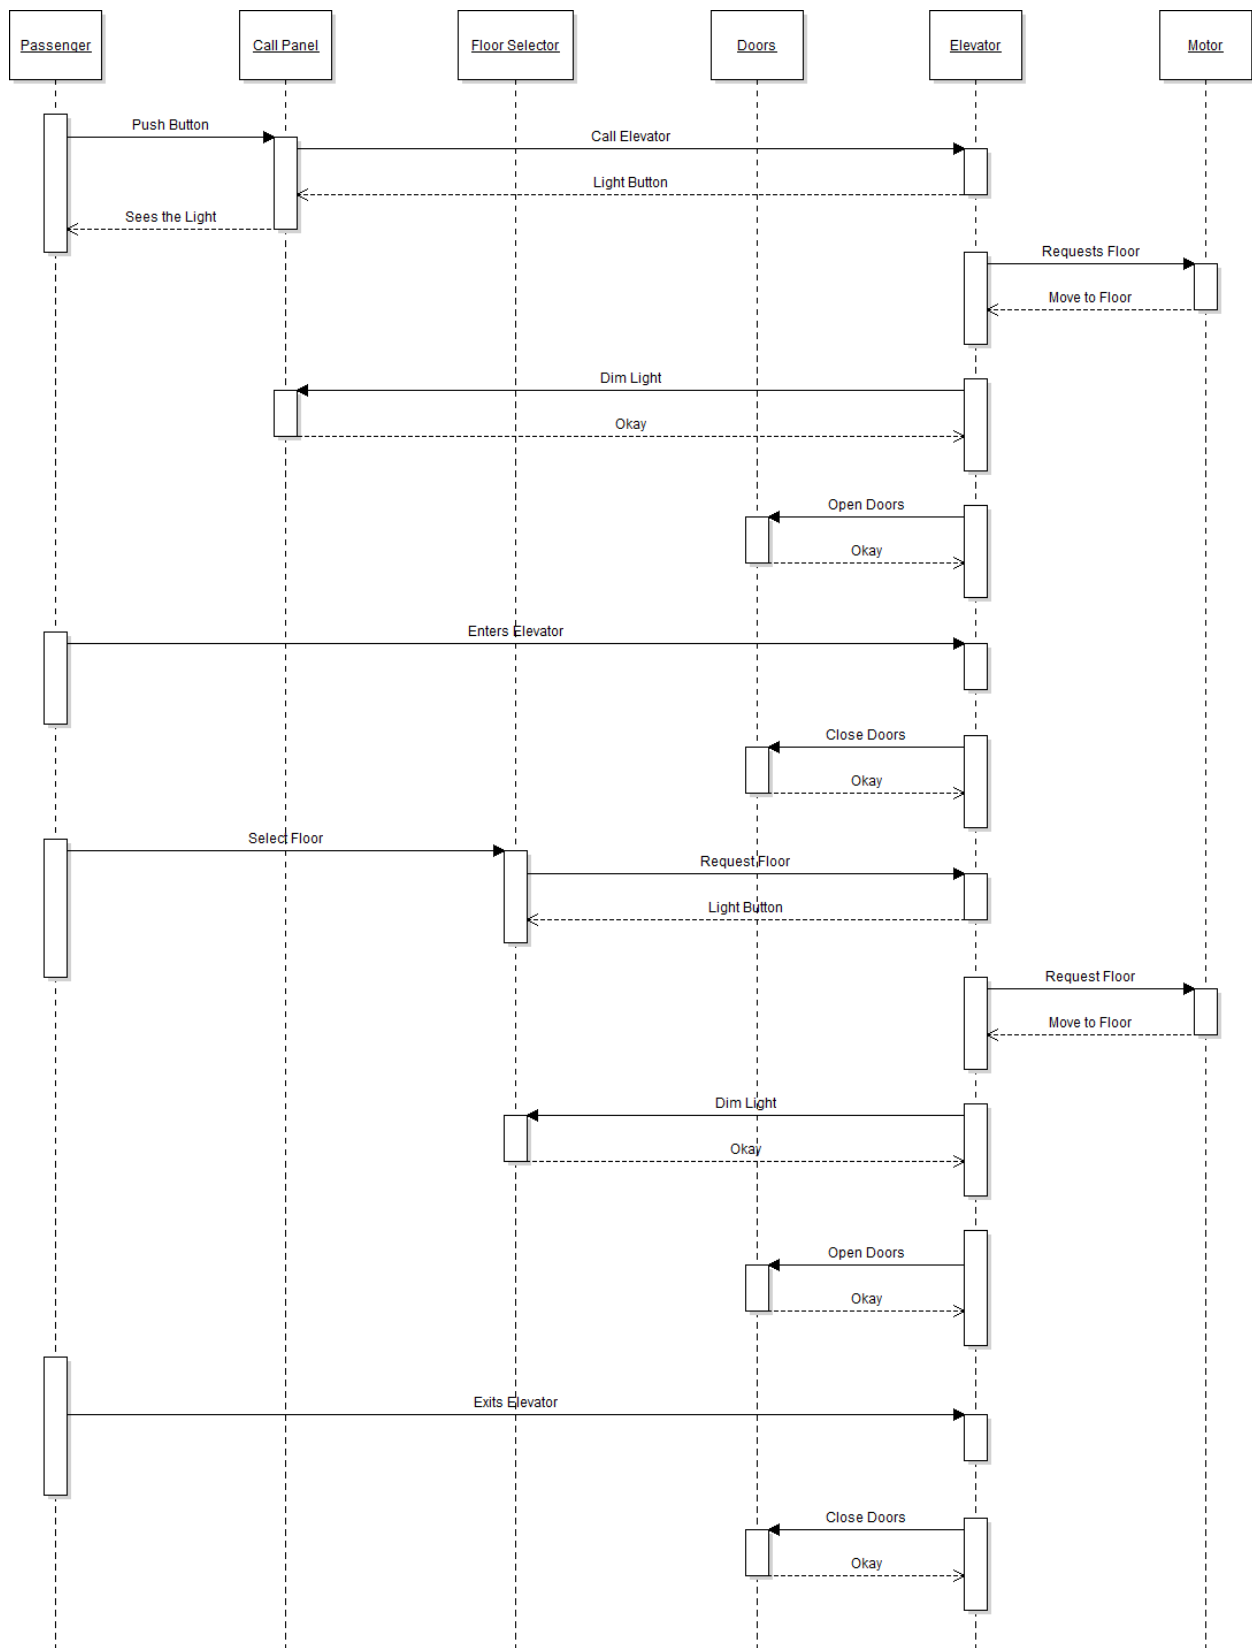 Passenger
Call Panel
Floor Selector
Doors
Elevator
Motor
Push Button
Call Elevator
Light Button
Sees the Light
Requests Floor
Move to Floor
Dim Light
Okay
Open Doors
Okay
Enters Elevator
Close Doors
Okay
Select Floor
Request Floor
Light Button
Request Floor
Move to Floor
Dim Light
Okay
Open Doors
Okay
Exits Elevator
Close Doors
Okay